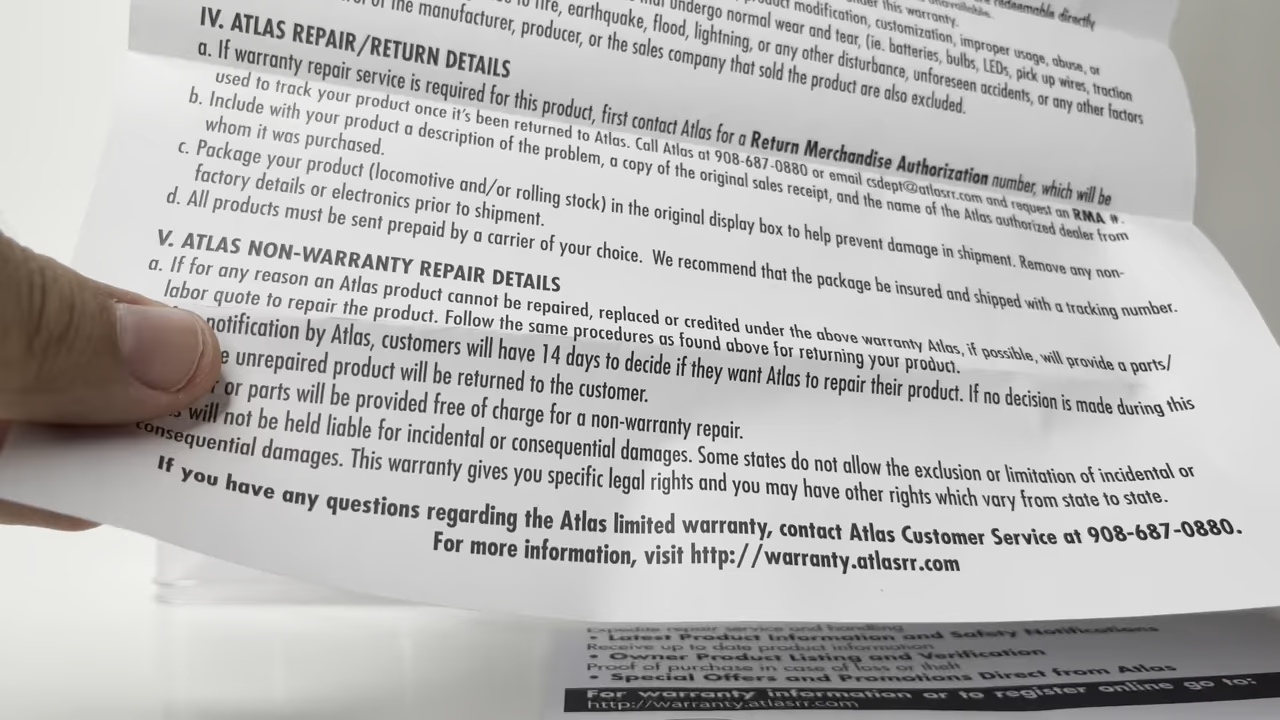 redeemable directly
under this warranty.
product modification, customization, improper usage, abuse, or
undergo normal wear and tear, (ie. batteries, bulbs, LEDs, pick up wires, traction
to fire, earthquake, flood, lightning, or any other disturbance, unforeseen accidents, or any other factors
of the manufacturer, producer, or the sales company that sold the product are also excluded.
IV. ATLAS REPAIR/RETURN DETAILS
a. If warranty repair service is required for this product, first contact Atlas for a Return Merchandise Authorization number, which will be
used to track your product once it's been returned to Atlas. Call Atlas at 908-687-0880 or email csdept@atlasrr.com and request an RMA #.
b. Include with your product a description of the problem, a copy of the original sales receipt, and the name of the Atlas authorized dealer from
whom it was purchased.
c. Package your product (locomotive and/or rolling stock) in the original display box to help prevent damage in shipment. Remove any non-
factory details or electronics prior to shipment.
d. All products must be sent prepaid by a carrier of your choice. We recommend that the package be insured and shipped with a tracking number.
V. ATLAS NON-WARRANTY REPAIR DETAILS
a. If for any reason an Atlas product cannot be repaired, replaced or credited under the above warranty Atlas, if possible, will provide a parts/
labor quote to repair the product. Follow the same procedures as found above for returning your product.
notification by Atlas, customers will have 14 days to decide if they want Atlas to repair their product. If no decision is made during this
unrepaired product will be returned to the customer.
or parts will be provided free of charge for a non-warranty repair.
will not be held liable for incidental or consequential damages. Some states do not allow the exclusion or limitation of incidental or
consequential damages. This warranty gives you specific legal rights and you may have other rights which vary from state to state.
If you have any questions regarding the Atlas limited warranty, contact Atlas Customer Service at 908-687-0880.
For more information, visit http://warranty.atlasrr.com
Expedite repair service and handling
• Latest Product Information and Safety Notifications
Receive up to date product information
• Owner Product Listing and Verification
Proof of purchase in case of loss or theft
• Special Offers and Promotions Direct from Atlas
For warranty information or to register online go to:
http://warranty.atlasrr.com